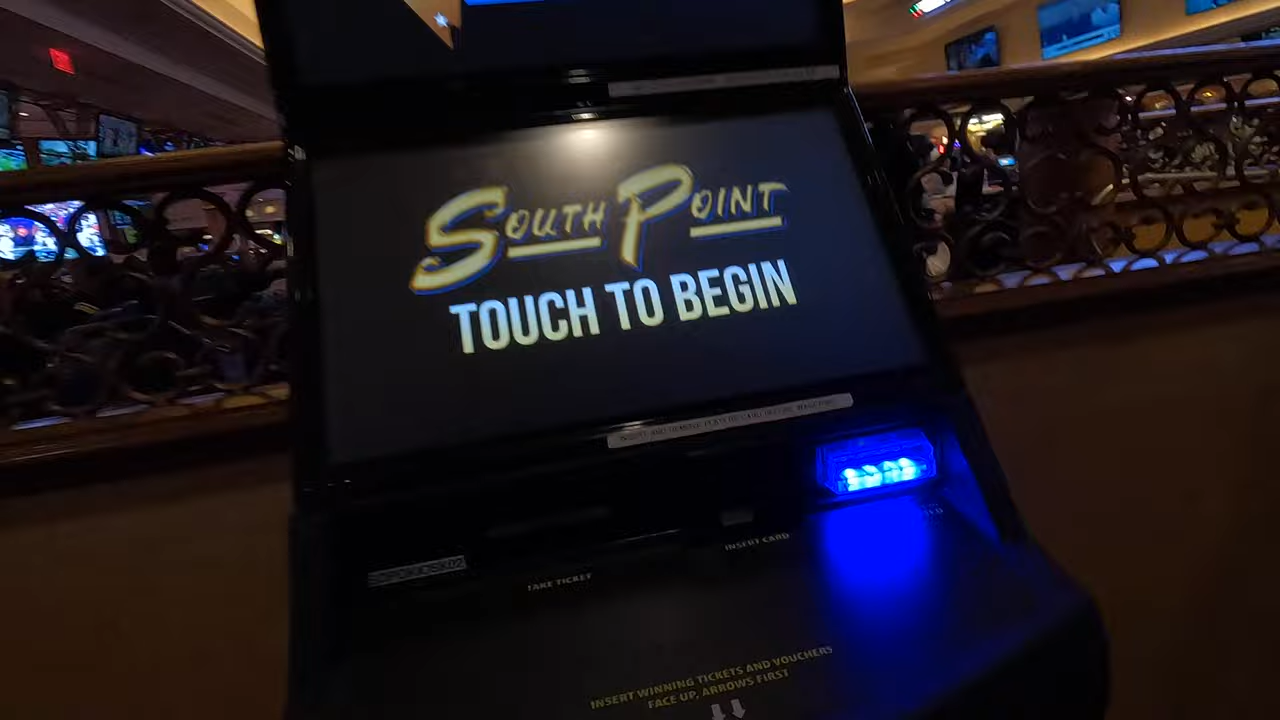 SOUTH POINT
TOUCH TO BEGIN
INSERT CARD
TAKE TICKET
INSERT WINNING TICKETS AND VOUCHERS
FACE UP, ARROWS FIRST